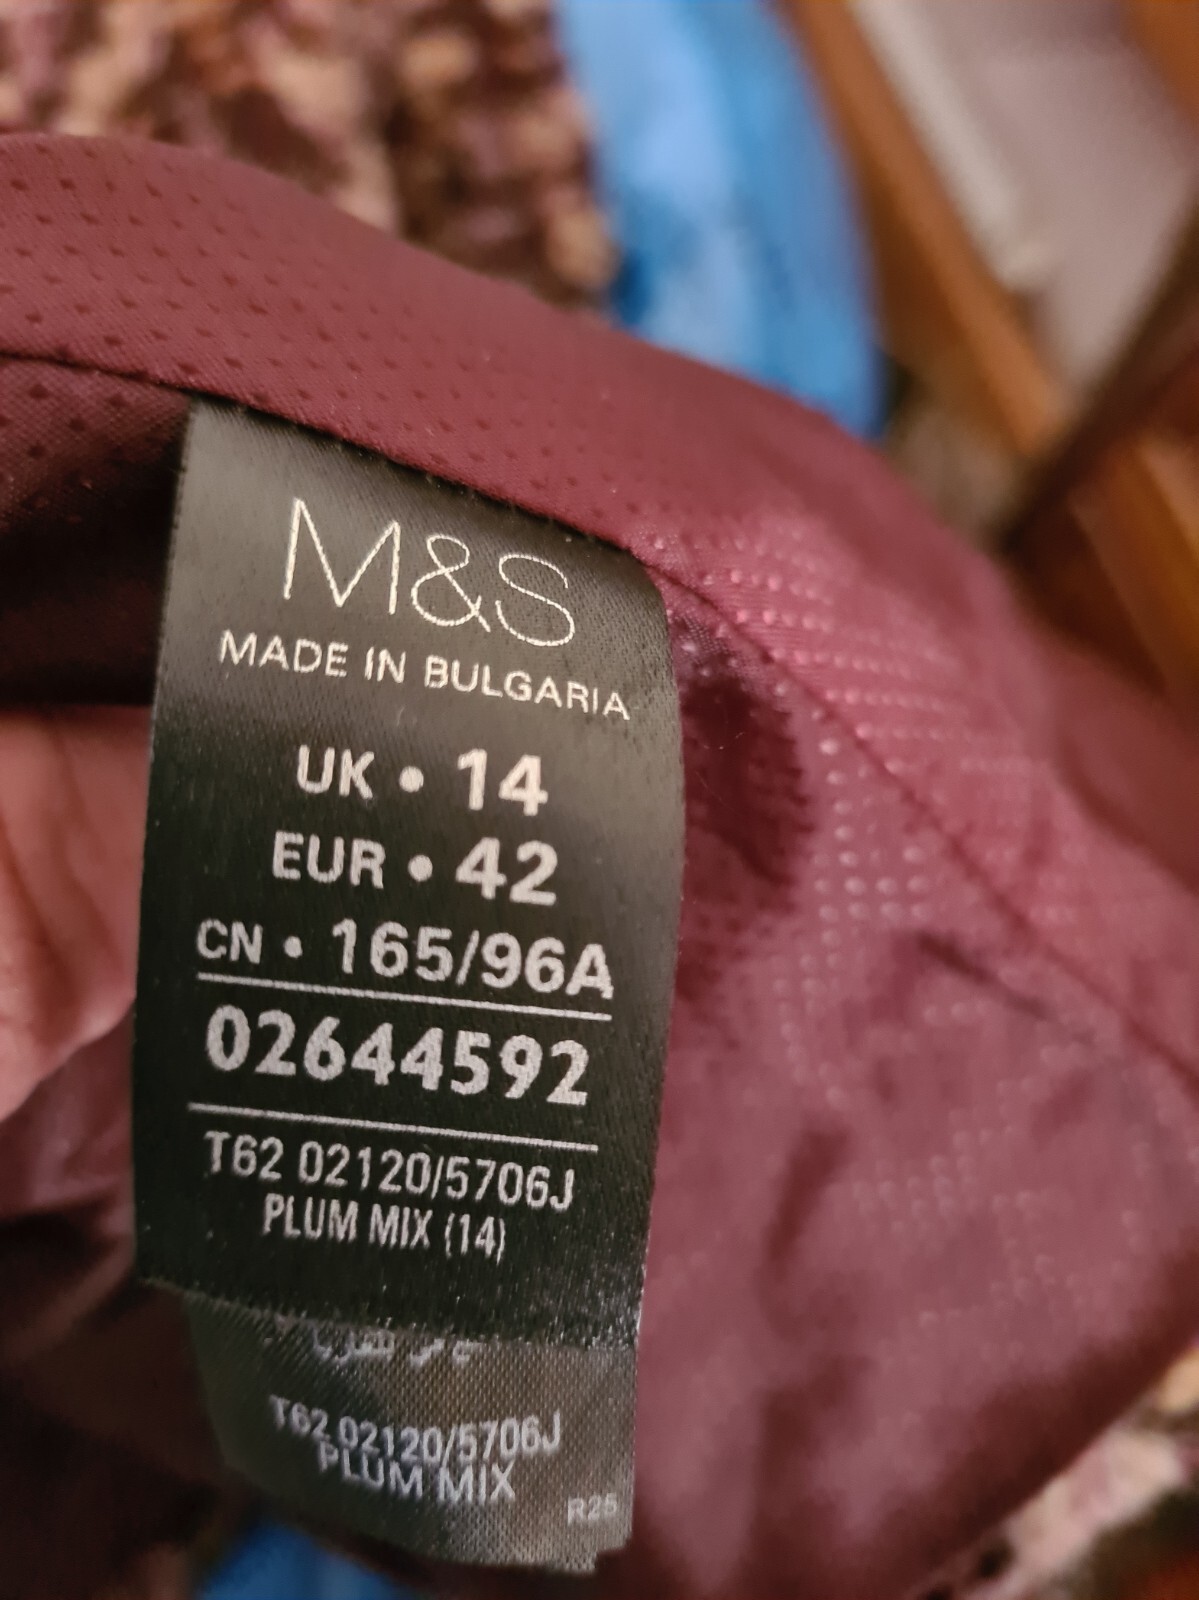 M&S
MADE IN BULGARIA
UK • 14
EUR • 42
CN • 165/96A
02644592
T62 02120/5706J
PLUM MIX (14)
T62 02120/5706J
PLUM MIX
R25